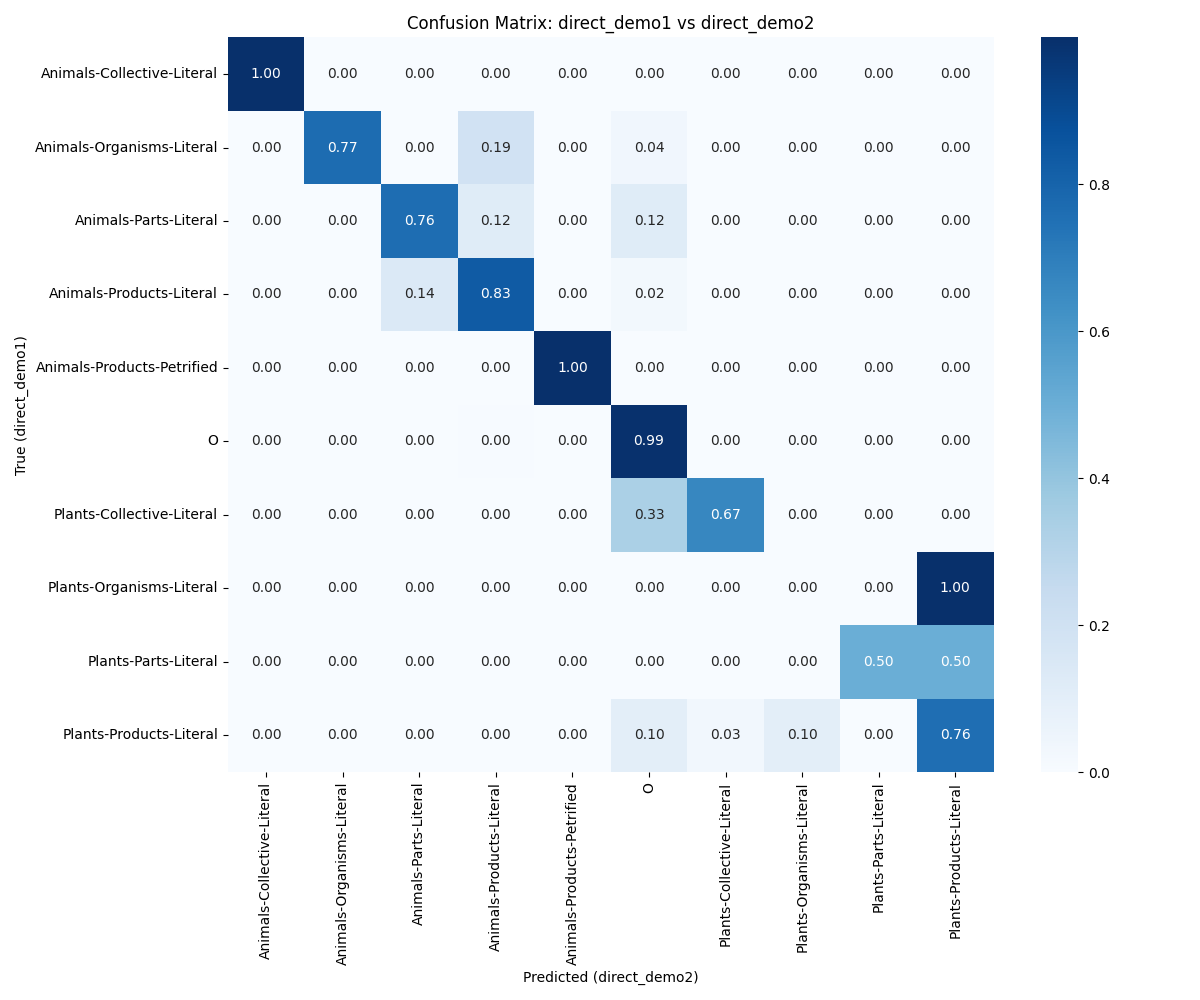 Confusion Matrix: direct_demo1 vs direct_demo2
Animals-Collective-Literal 1.00 0.00 0.00 0.00 0.00 0.00 0.00 0.00 0.00 0.00
Animals-Organisms-Literal 0.00 0.77 0.00 0.19 0.00 0.04 0.00 0.00 0.00 0.00
Animals-Parts-Literal 0.00 0.00 0.76 0.12 0.00 0.12 0.00 0.00 0.00 0.00
Animals-Products-Literal 0.00 0.00 0.14 0.83 0.00 0.02 0.00 0.00 0.00 0.00
Animals-Products-Petrified 0.00 0.00 0.00 0.00 1.00 0.00 0.00 0.00 0.00 0.00
O 0.00 0.00 0.00 0.00 0.00 0.99 0.00 0.00 0.00 0.00
Plants-Collective-Literal 0.00 0.00 0.00 0.00 0.00 0.33 0.67 0.00 0.00 0.00
Plants-Organisms-Literal 0.00 0.00 0.00 0.00 0.00 0.00 0.00 0.00 0.00 1.00
Plants-Parts-Literal 0.00 0.00 0.00 0.00 0.00 0.00 0.00 0.00 0.50 0.50
Plants-Products-Literal 0.00 0.00 0.00 0.00 0.00 0.10 0.03 0.10 0.00 0.76
True (direct_demo1)
Animals-Collective-Literal
Animals-Organisms-Literal
Animals-Parts-Literal
Animals-Products-Literal
Animals-Products-Petrified
O
Plants-Collective-Literal
Plants-Organisms-Literal
Plants-Parts-Literal
Plants-Products-Literal
Predicted (direct_demo2)
0.8
0.6
0.4
0.2
0.0